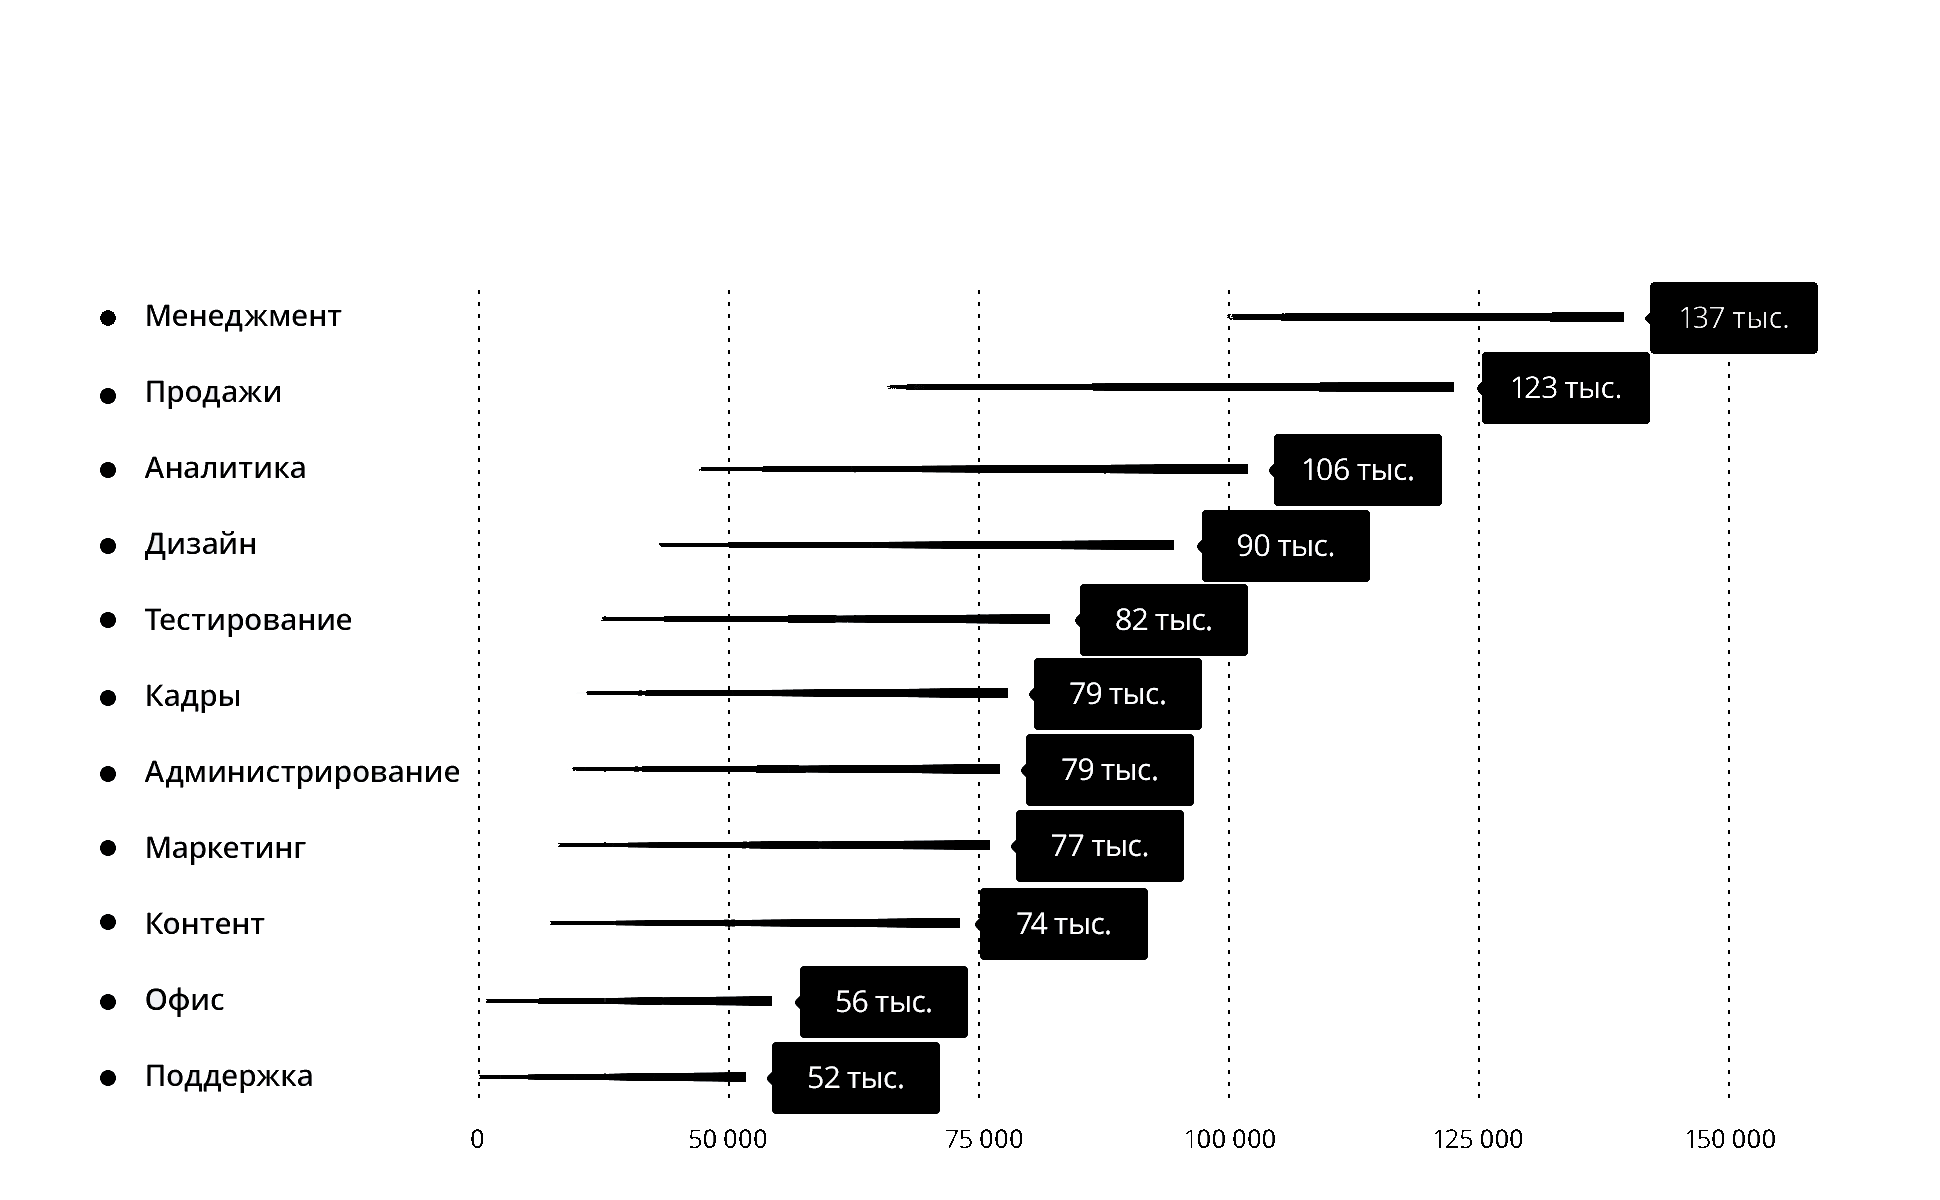 Менеджмент 137 тыс.
Продажи 123 тыс.
Аналитика 106 тыс.
Дизайн 90 тыс.
Тестирование 82 тыс.
Кадры 79 тыс.
Администрирование 79 тыс.
Маркетинг 77 тыс.
Контент 74 тыс.
Офис 56 тыс.
Поддержка 52 тыс.
0 50 000 75 000 100 000 125 000 150 000